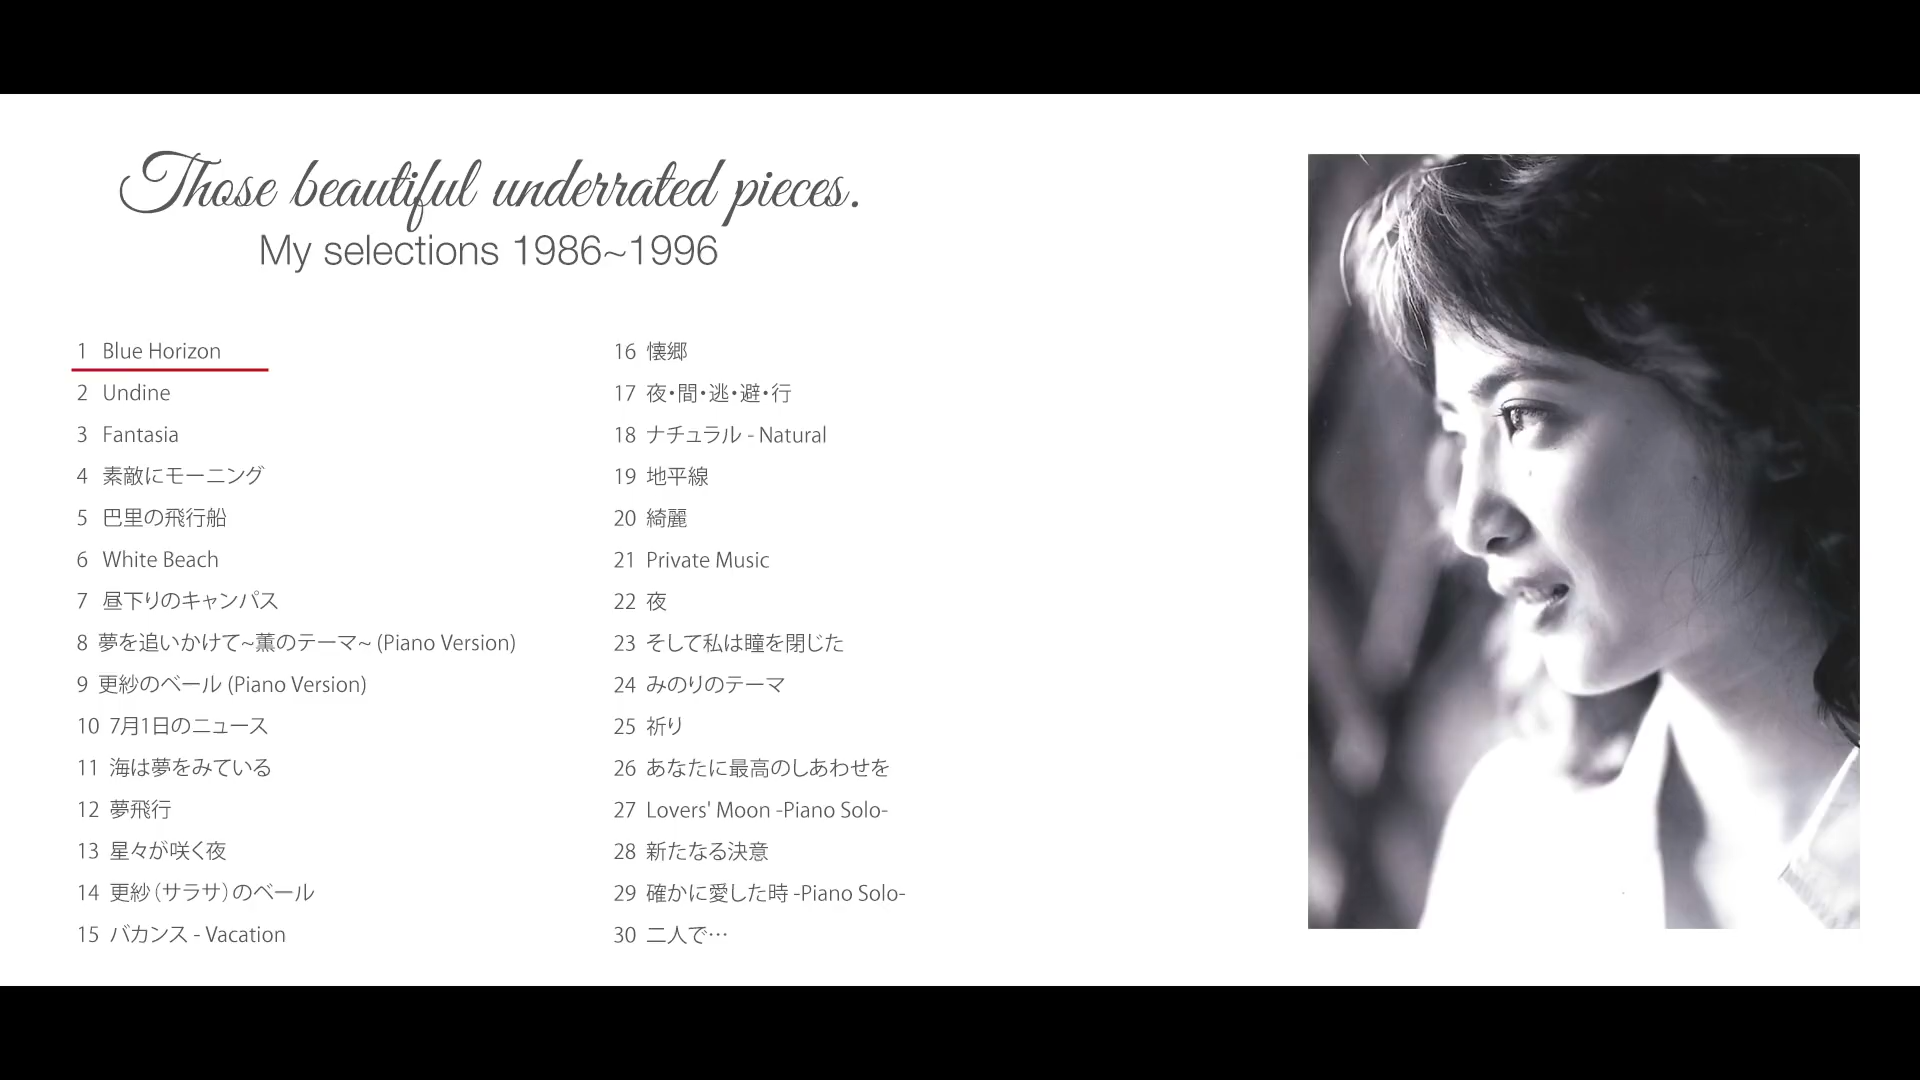 Those beautiful underrated pieces.
My selections 1986~1996
1 Blue Horizon
2 Undine
3 Fantasia
4 素敵にモーニング
5 巴里の飛行船
6 White Beach
7 昼下りのキャンパス
8 夢を追いかけて~薫のテーマ~ (Piano Version)
9 更紗のベール (Piano Version)
10 7月1日のニュース
11 海は夢をみている
12 夢飛行
13 星々が咲く夜
14 更紗(サラサ)のベール
15 バカンス - Vacation
16 懐郷
17 夜・間・逃・避・行
18 ナチュラル - Natural
19 地平線
20 綺麗
21 Private Music
22 夜
23 そして私は瞳を閉じた
24 みのりのテーマ
25 祈り
26 あなたに最高のしあわせを
27 Lovers' Moon -Piano Solo-
28 新たなる決意
29 確かに愛した時 -Piano Solo-
30 二人で…